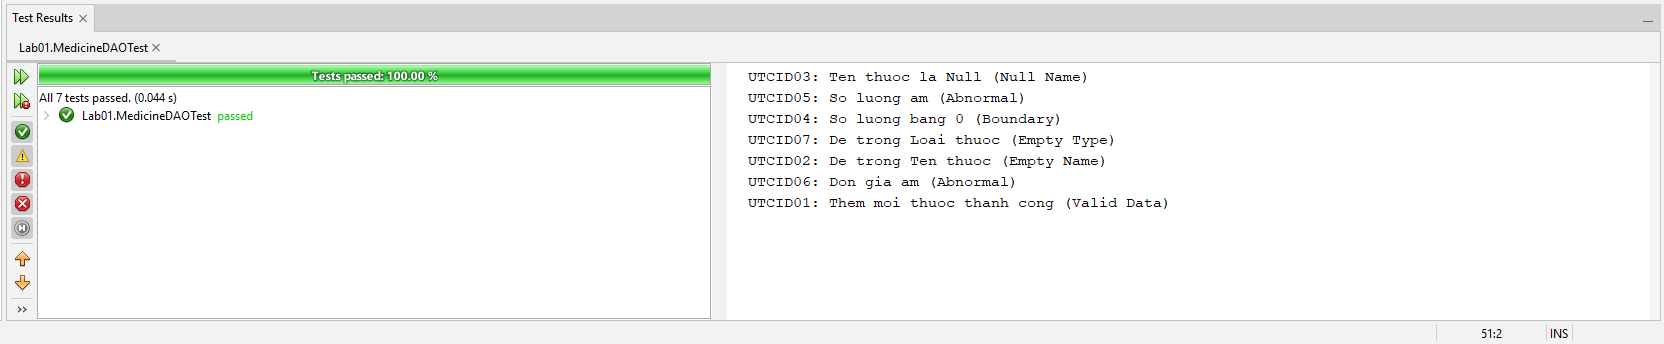 Test Results
Lab01.MedicineDAOTest
Tests passed: 100.00 %
All 7 tests passed. (0.044 s)
Lab01.MedicineDAOTest passed
UTCID03: Ten thuoc la Null (Null Name)
UTCID05: So luong am (Abnormal)
UTCID04: So luong bang 0 (Boundary)
UTCID07: De trong Loai thuoc (Empty Type)
UTCID02: De trong Ten thuoc (Empty Name)
UTCID06: Don gia am (Abnormal)
UTCID01: Them moi thuoc thanh cong (Valid Data)
51:2
INS